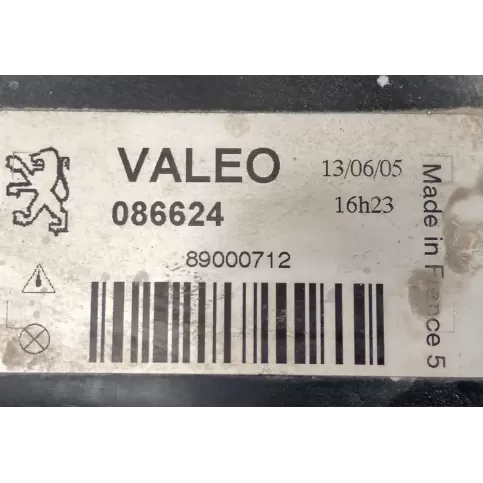 VALEO
086624
13/06/05
16h23
89000712
Made in France 5